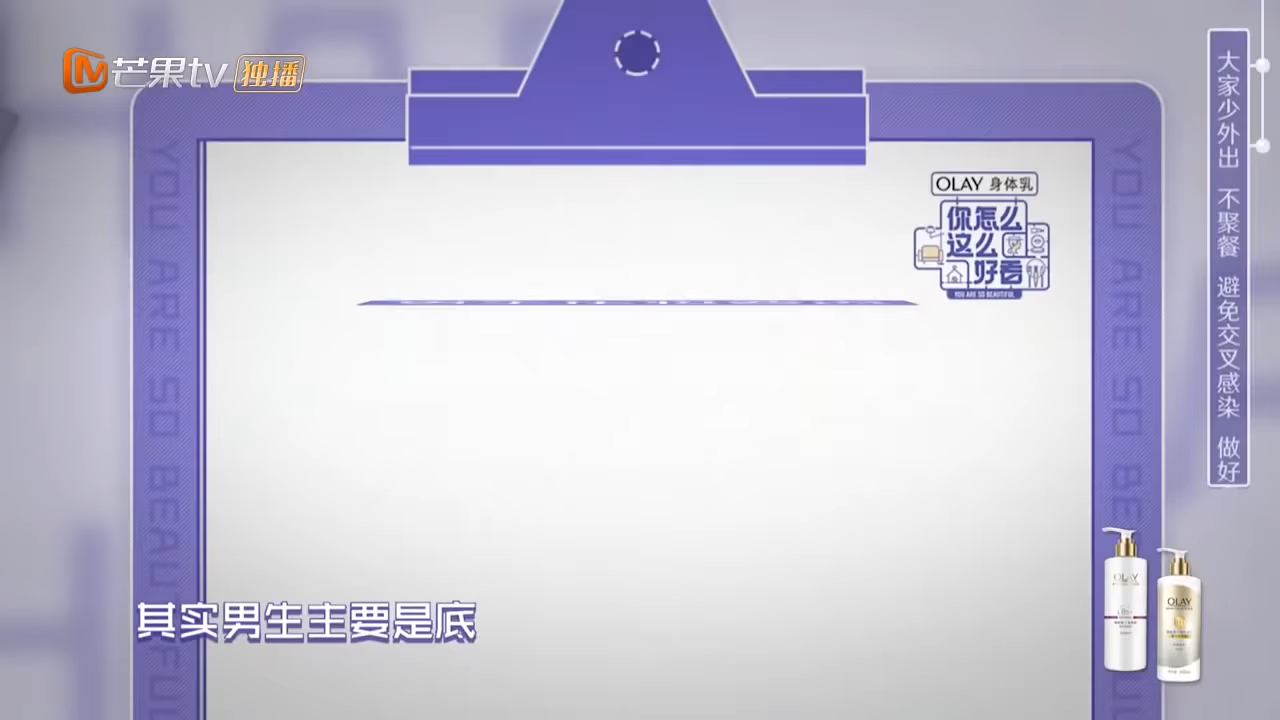 芒果tv 独播
OLAY 身体乳
你怎么
这么
好看
YOU ARE SO BEAUTIFUL
大家少外出 不聚餐 避免交叉感染 做好
YOU ARE SO BEAUTIFUL
YOU ARE SO BE
其实男生主要是底
OLAY
OLAY